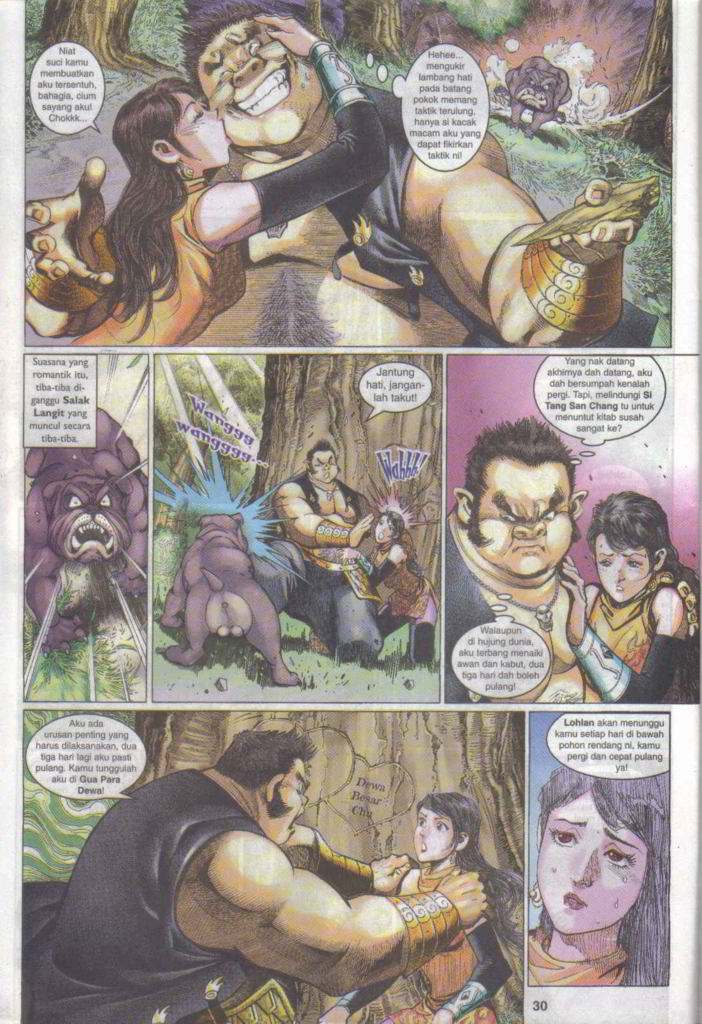 Niat
suci kamu
membuatkan
aku tersentuh,
bahagia, cium
sayang aku!
Chokkk...
Hehee...
mengukir
lambang hati
pada batang
pokok memang
taktik terulung,
hanya si kacak
macam aku yang
dapat fikirkan
taktik ni!
Suasana yang
romantik itu,
tiba-tiba di-
ganggu Salak
Langit yang
muncul secara
tiba-tiba.
Wanggg
wangggg...
Jantung
hati, jangan-
lah takut!
Wahhh!
Yang nak datang
akhirnya dah datang, aku
dah bersumpah kenalah
pergi. Tapi, melindungi Si
Tang San Chang tu untuk
menuntut kitab susah
sangat ke?
Walaupun
di hujung dunia,
aku terbang menaiki
awan dan kabut, dua
tiga hari dah boleh
pulang!
Aku ada
urusan penting yang
harus dilaksanakan, dua
tiga hari lagi aku pasti
pulang. Kamu tunggulah
aku di Gua Para
Dewa!
Dewa
Besar
Chu
Lohlan akan menunggu
kamu setiap hari di bawah
pohon rendang ni, kamu
pergi dan cepat pulang
ya!
30